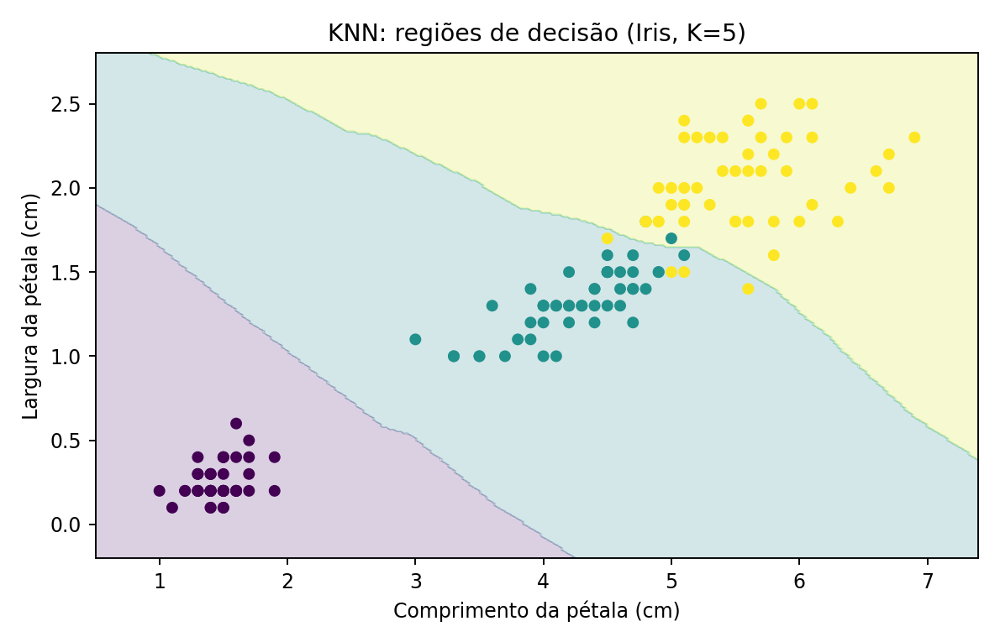 KNN: regiões de decisão (Iris, K=5)
2.5
2.0
1.5
1.0
0.5
0.0
Largura da pétala (cm)
1 2 3 4 5 6 7
Comprimento da pétala (cm)